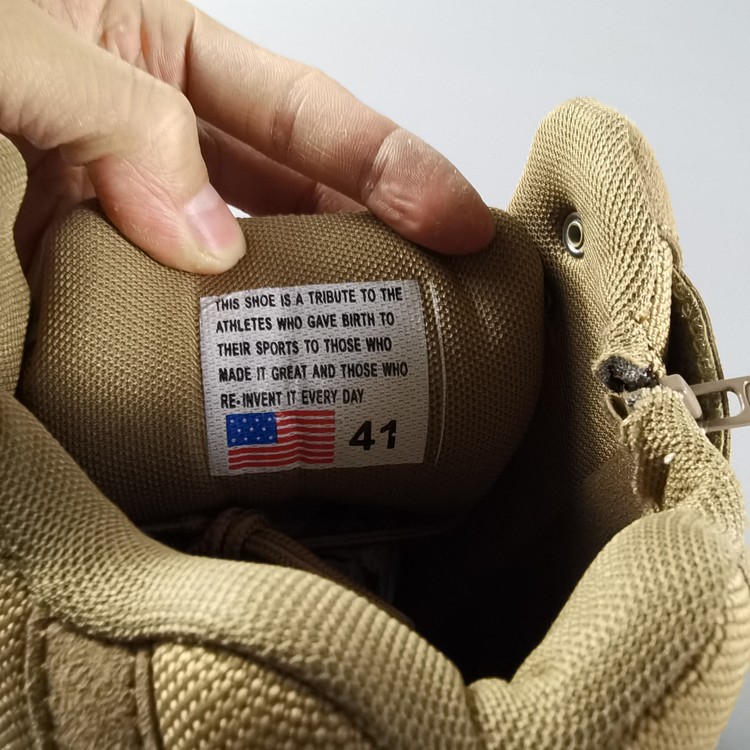 THIS SHOE IS A TRIBUTE TO THE
ATHLETES WHO GAVE BIRTH TO
THEIR SPORTS TO THOSE WHO
MADE IT GREAT AND THOSE WHO
RE-INVENT IT EVERY DAY
41